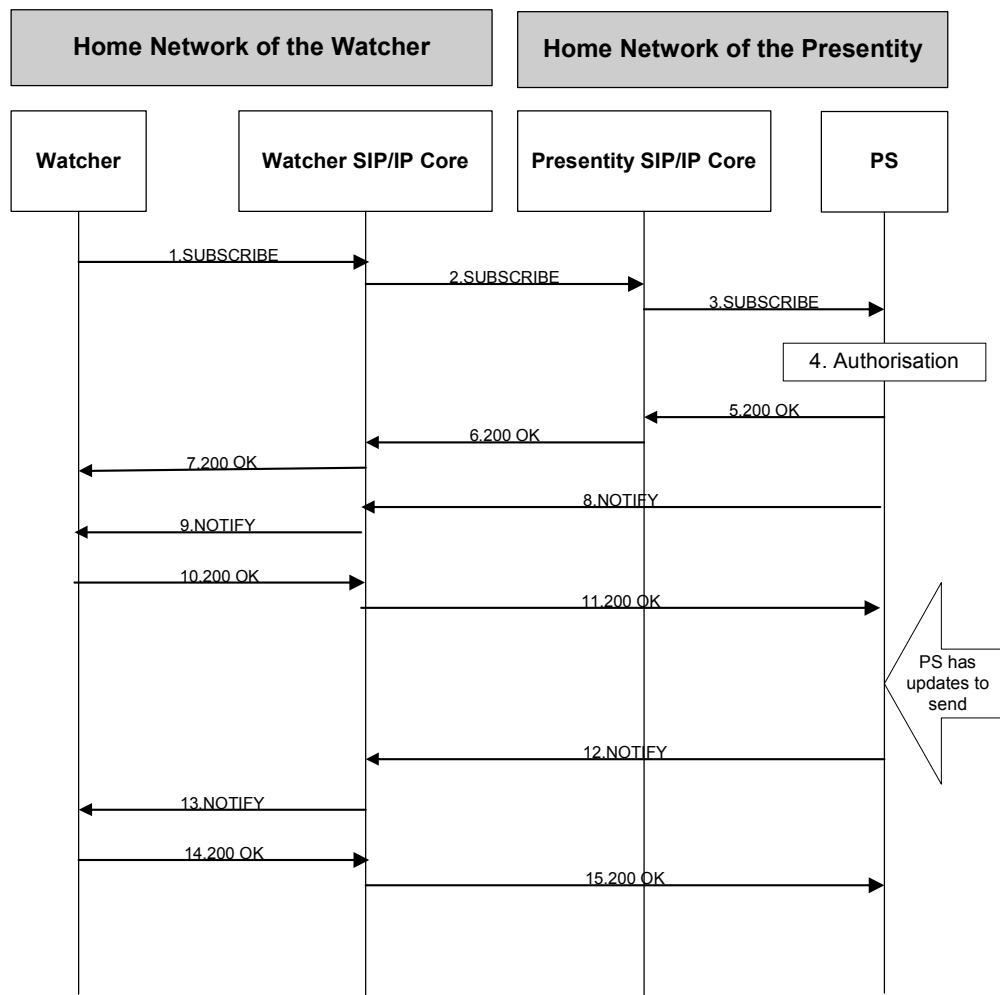 Home Network of the Watcher
Home Network of the Presentity
Watcher
Watcher SIP/IP Core
Presentity SIP/IP Core
PS
1.SUBSCRIBE
2.SUBSCRIBE
3.SUBSCRIBE
4. Authorisation
5.200 OK
6.200 OK
7.200 OK
8.NOTIFY
9.NOTIFY
10.200 OK
11.200 OK
PS has
updates to
send
12.NOTIFY
13.NOTIFY
14.200 OK
15.200 OK